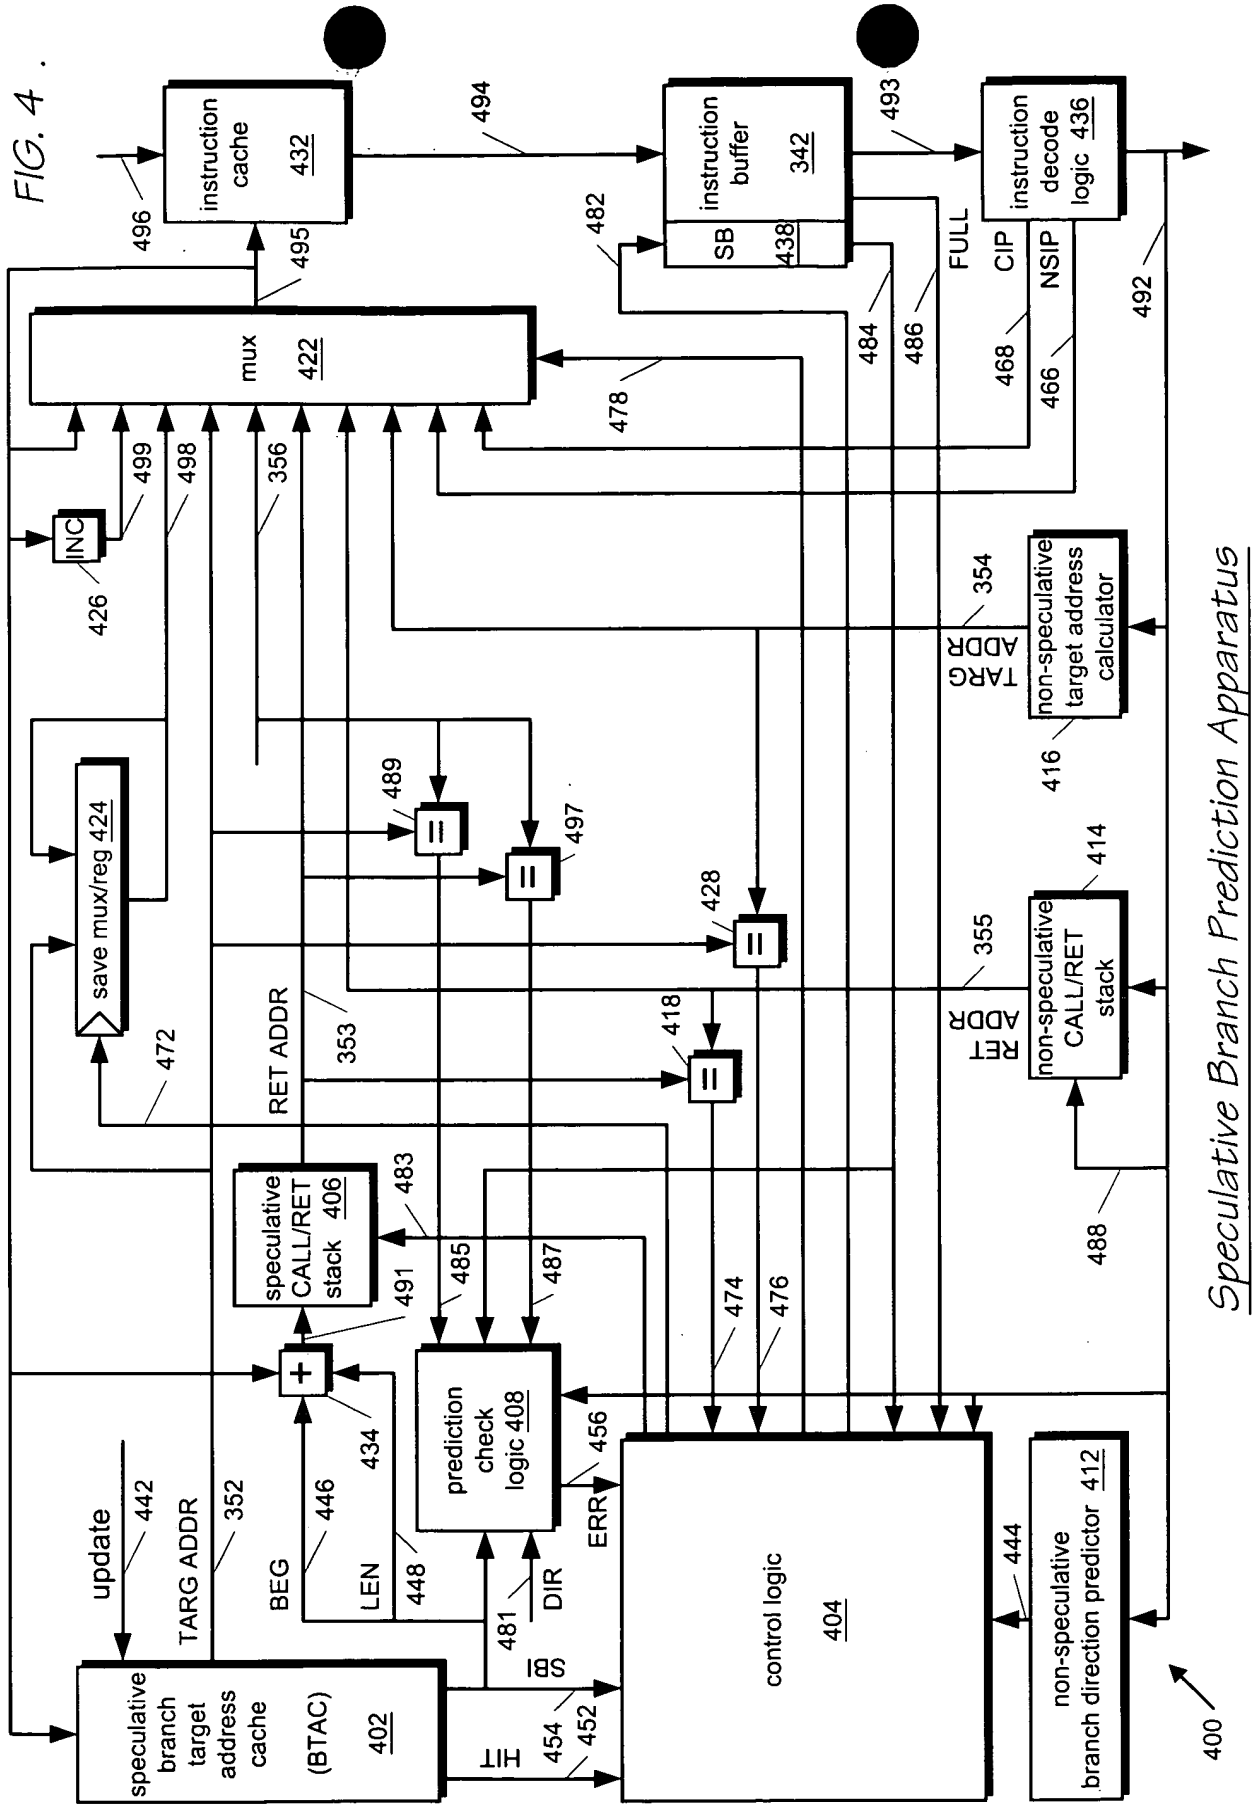 FIG. 4.
496
instruction
cache
432
494
482
instruction
buffer
342
SB
438
493
instruction
decode
logic 436
495
FULL
CIP
NSIP
mux
422
478
484
486
468
466
492
INC
426
499
498
356
354
TARG
ADDR
non-speculative
target address
calculator
416
save mux/reg 424
489
497
428
418
355
RET
ADDR
non-speculative
CALL/RET
stack
414
472
RET ADDR
353
speculative
CALL/RET
stack 406
483
491
485
487
474
476
488
+
434
prediction
check
logic 408
456
ERR
update
442
TARG ADDR
352
BEG
446
LEN
448
481
DIR
speculative
branch
target
address
cache
(BTAC)
402
SBI
454
HIT
452
control logic
404
444
non-speculative
branch direction predictor 412
400
=
=
=
=
Speculative Branch Prediction Apparatus